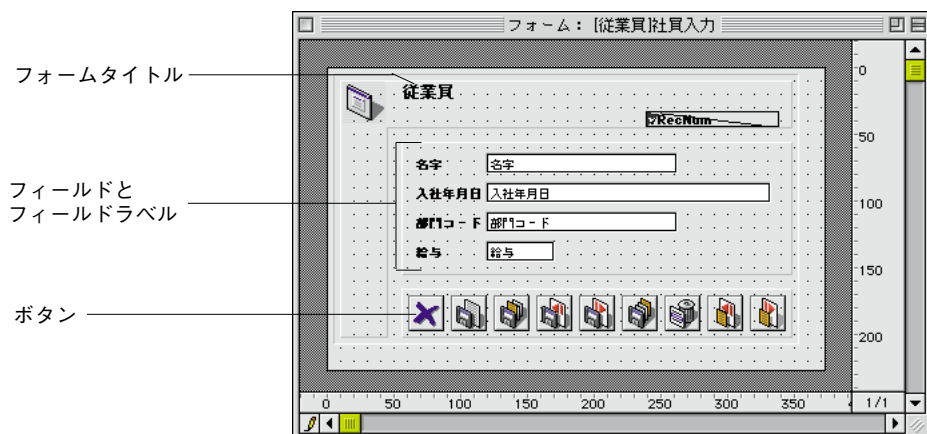 フォーム： [従業員]社員入力
フォームタイトル
従業員
vRecNum
フィールドと
フィールドラベル
名字 名字
入社年月日 入社年月日
部門コード 部門コード
給与 給与
ボタン
0
50
100
150
200
0 50 100 150 200 250 300 350 4
1/1